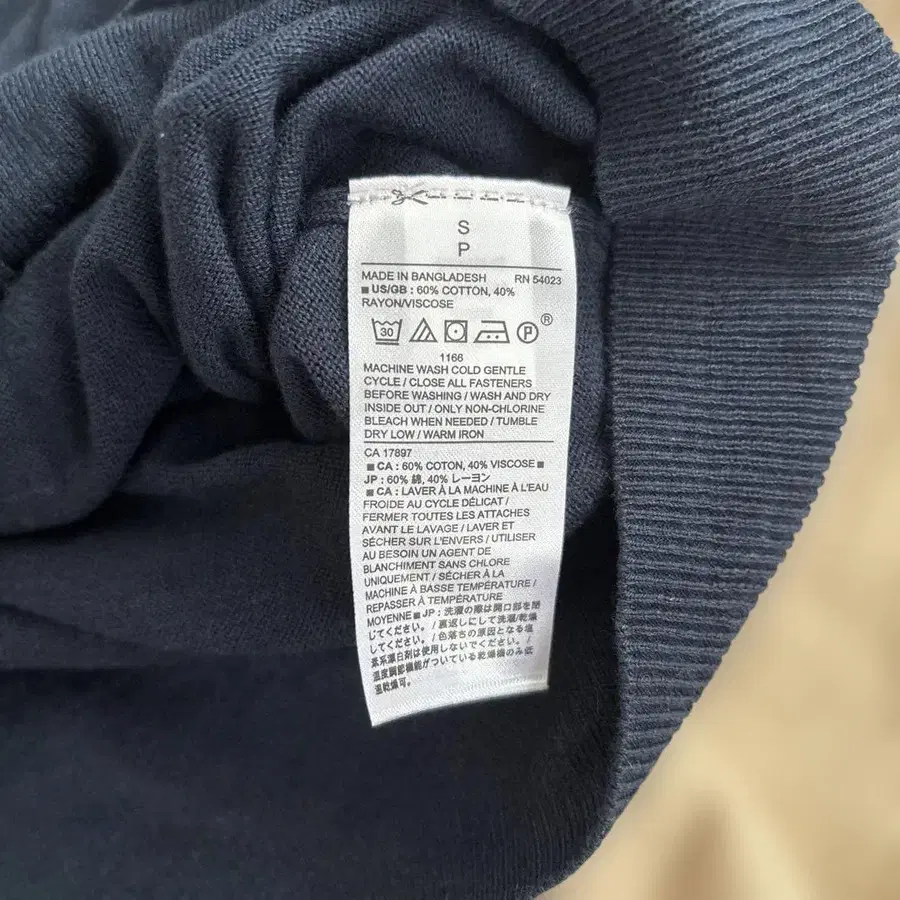 S
P
MADE IN BANGLADESH RN 54023
■ US/GB : 60% COTTON, 40%
RAYON/VISCOSE
30 P ®
1166
MACHINE WASH COLD GENTLE
CYCLE / CLOSE ALL FASTENERS
BEFORE WASHING / WASH AND DRY
INSIDE OUT / ONLY NON-CHLORINE
BLEACH WHEN NEEDED / TUMBLE
DRY LOW / WARM IRON
CA 17897
■ CA : 60% COTON, 40% VISCOSE ■
JP : 60% 綿, 40% レーヨン
■ CA : LAVER À LA MACHINE À L'EAU
FROIDE AU CYCLE DÉLICAT /
FERMER TOUTES LES ATTACHES
AVANT LE LAVAGE / LAVER ET
SÉCHER SUR L'ENVERS / UTILISER
AU BESOIN UN AGENT DE
BLANCHIMENT SANS CHLORE
UNIQUEMENT / SÉCHER À LA
MACHINE À BASSE TEMPÉRATURE /
REPASSER À TEMPÉRATURE
MOYENNE ■ JP : 洗濯の際は開口部を閉
じてください。/ 裏返しにして洗濯/乾燥
してください。/ 色落ちの原因となる塩
素系漂白剤は使用しないでください。/
温度調節機能がついている乾燥機のみ低
温乾燥可。